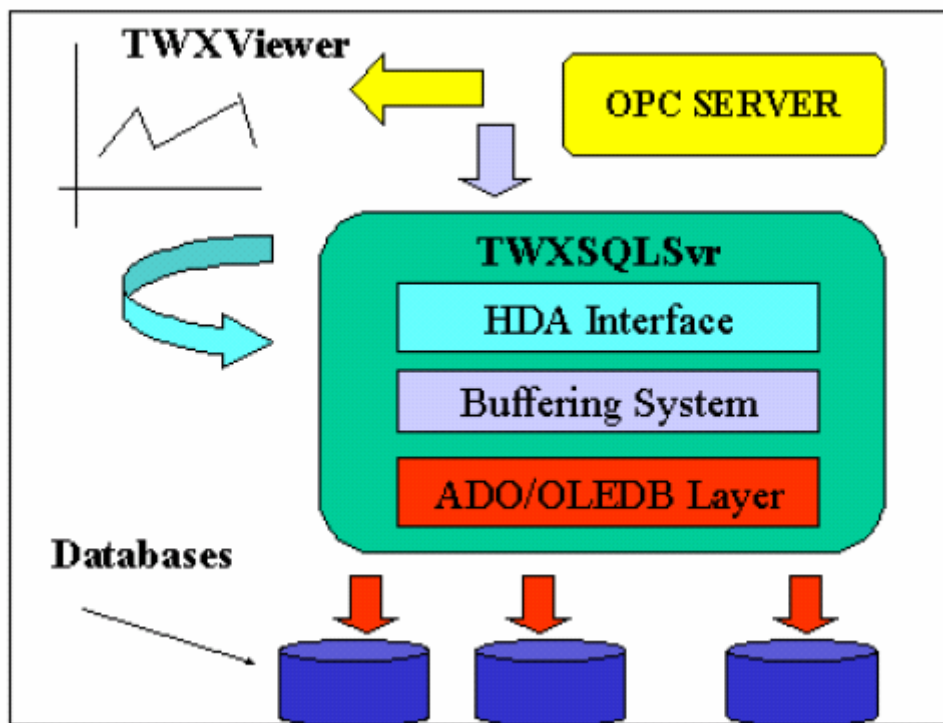 TWXViewer
OPC SERVER
TWXSQLSvr
HDA Interface
Buffering System
ADO/OLEDB Layer
Databases